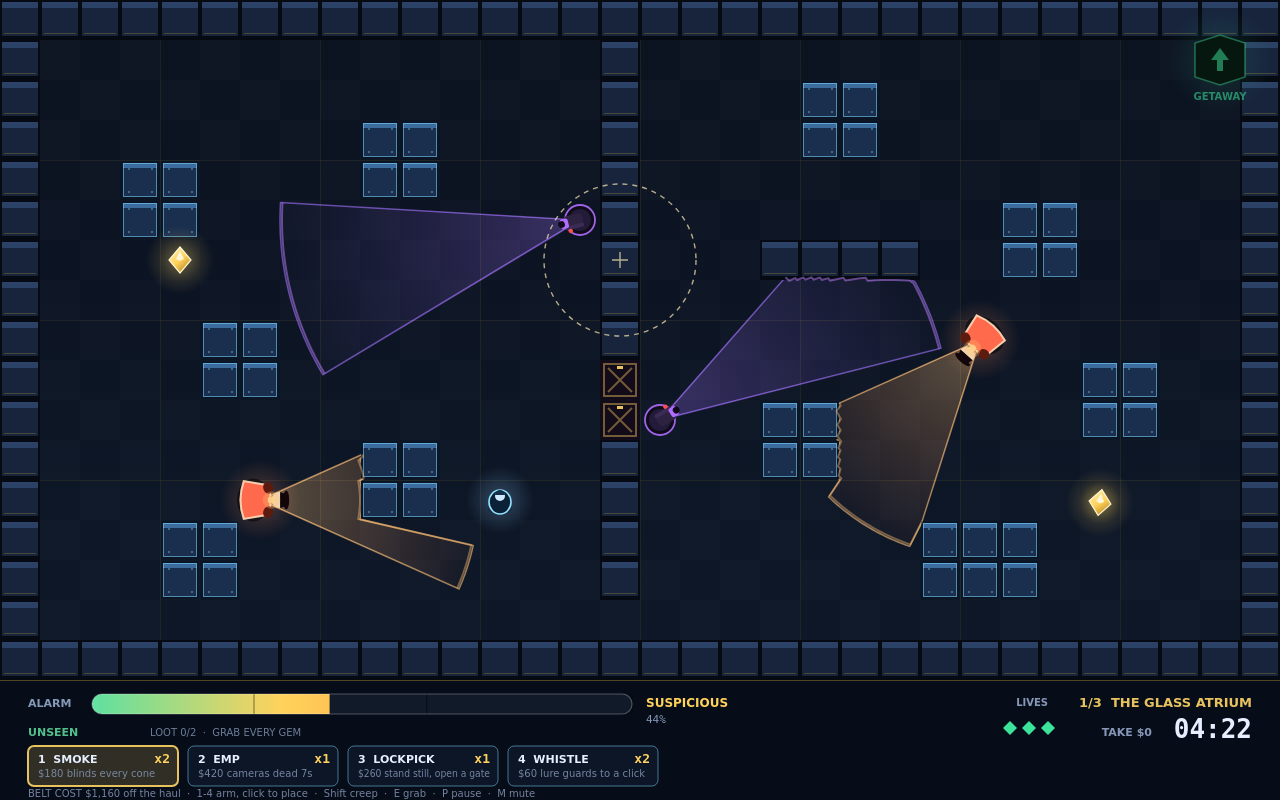 GETAWAY
ALARM
SUSPICIOUS
44%
LIVES
1/3 THE GLASS ATRIUM
UNSEEN
LOOT 0/2 · GRAB EVERY GEM
TAKE $0
04:22
1 SMOKE x2
$180 blinds every cone
2 EMP x1
$420 cameras dead 7s
3 LOCKPICK x1
$260 stand still, open a gate
4 WHISTLE x2
$60 lure guards to a click
BELT COST $1,160 off the haul · 1-4 arm, click to place · Shift creep · E grab · P pause · M mute